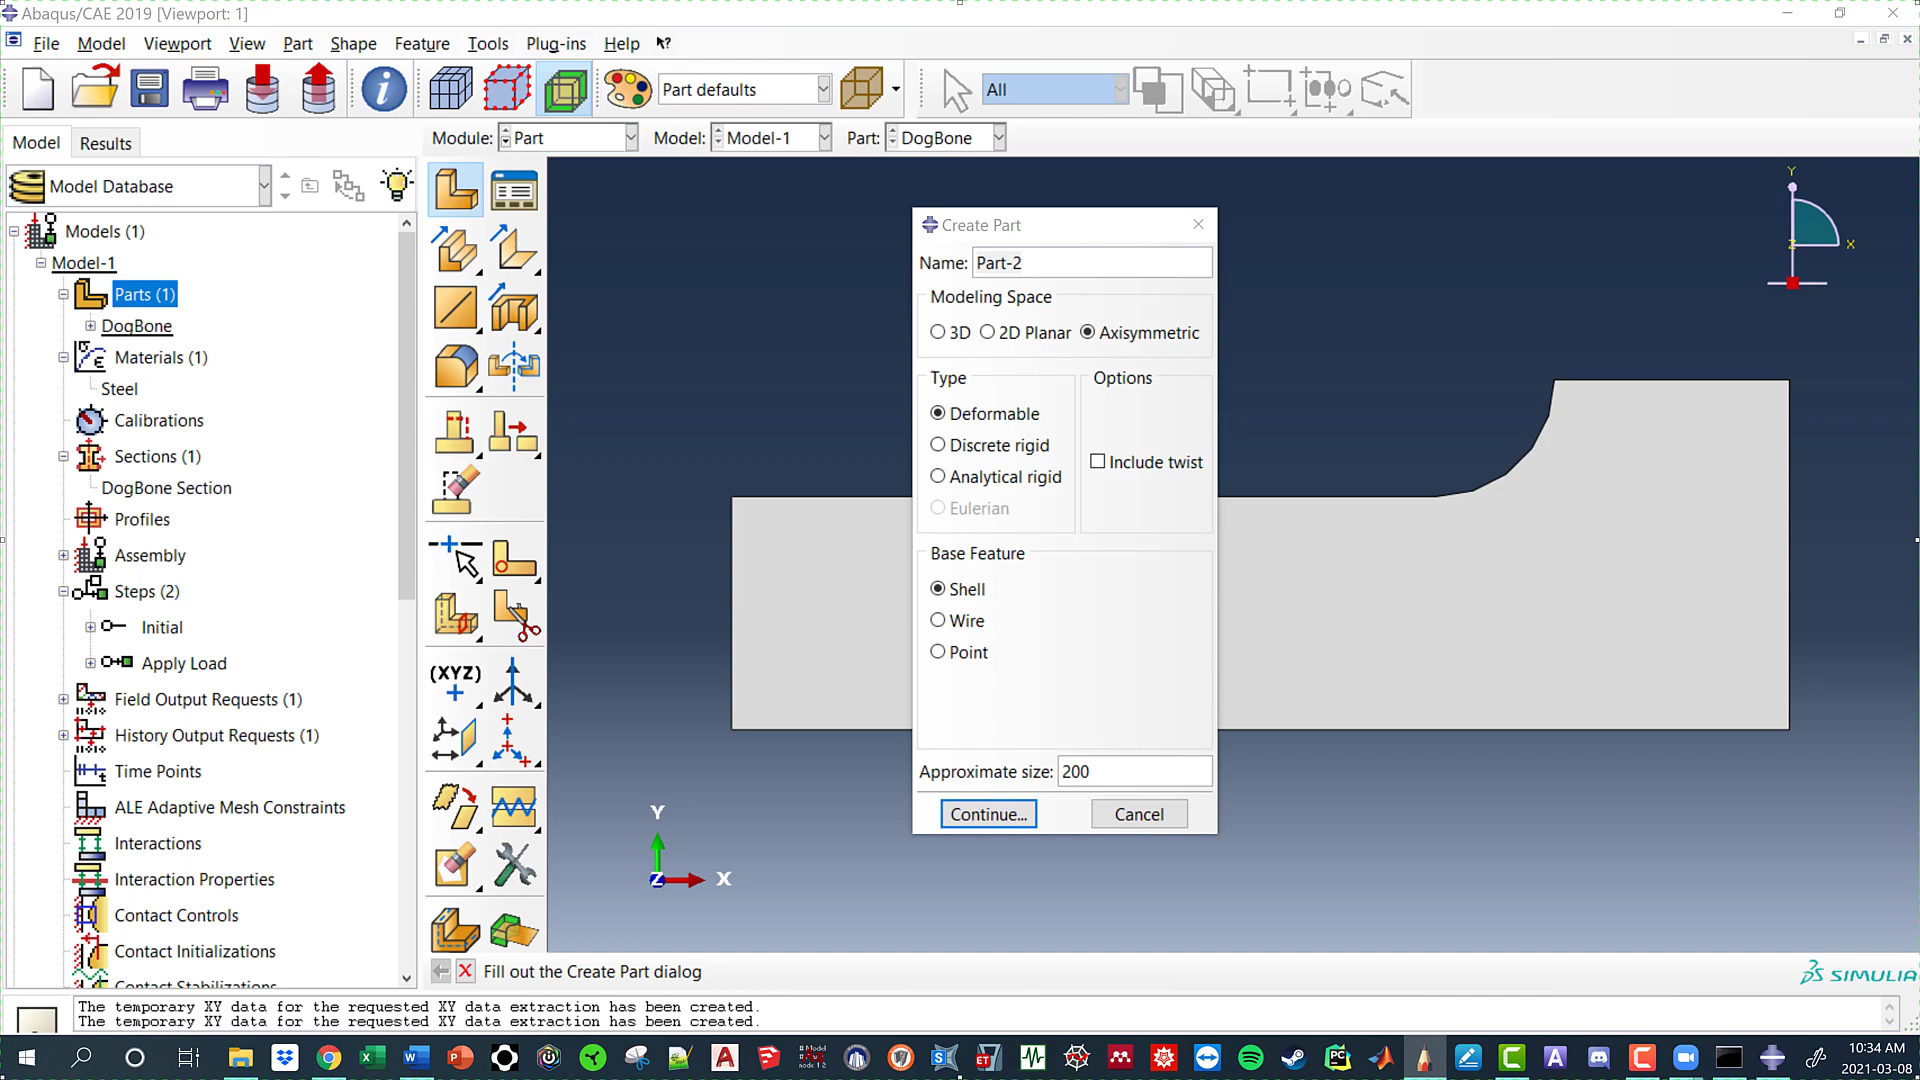 Abaqus/CAE 2019 [Viewport: 1]
File Model Viewport View Part Shape Feature Tools Plug-ins Help
Part defaults All
Model Results Module: Part Model: Model-1 Part: DogBone
Model Database
Models (1)
Model-1
Parts (1)
DogBone
Materials (1)
Steel
Calibrations
Sections (1)
DogBone Section
Profiles
Assembly
Steps (2)
Initial
Apply Load
Field Output Requests (1)
History Output Requests (1)
Time Points
ALE Adaptive Mesh Constraints
Interactions
Interaction Properties
Contact Controls
Contact Initializations
Contact Stabilizations
(XYZ)
Create Part
Name: Part-2
Modeling Space
3D 2D Planar Axisymmetric
Type Options
Deformable
Discrete rigid
Analytical rigid
Eulerian
Include twist
Base Feature
Shell
Wire
Point
Approximate size: 200
Continue... Cancel
Y
Z X
Y
Z X
Fill out the Create Part dialog
SIMULIA
The temporary XY data for the requested XY data extraction has been created.
The temporary XY data for the requested XY data extraction has been created.
10:34 AM
2021-03-08